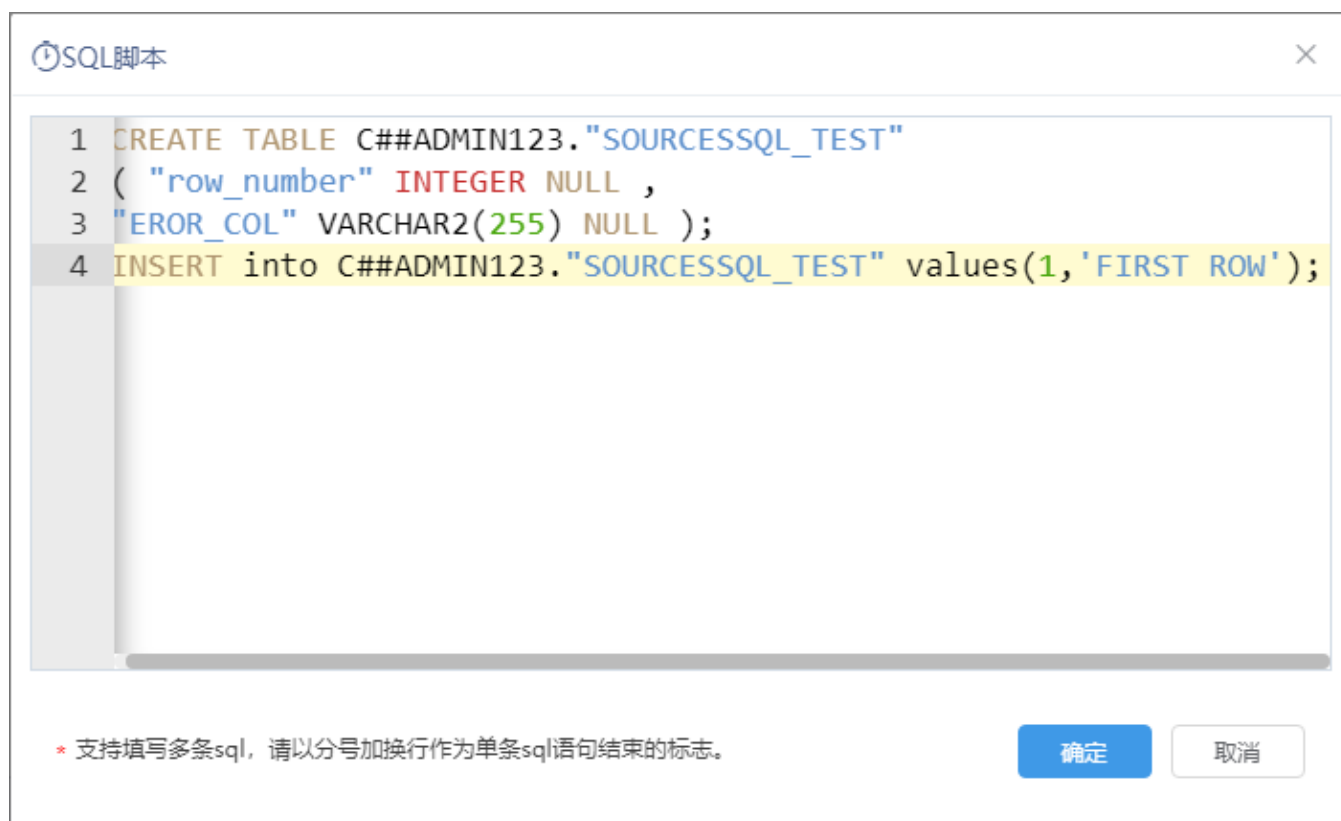 SQL脚本
1 CREATE TABLE C##ADMIN123."SOURCESSQL_TEST"
2 ( "row_number" INTEGER NULL ,
3 "EROR_COL" VARCHAR2(255) NULL );
4 INSERT into C##ADMIN123."SOURCESSQL_TEST" values(1,'FIRST ROW');
* 支持填写多条sql，请以分号加换行作为单条sql语句结束的标志。
确定 取消